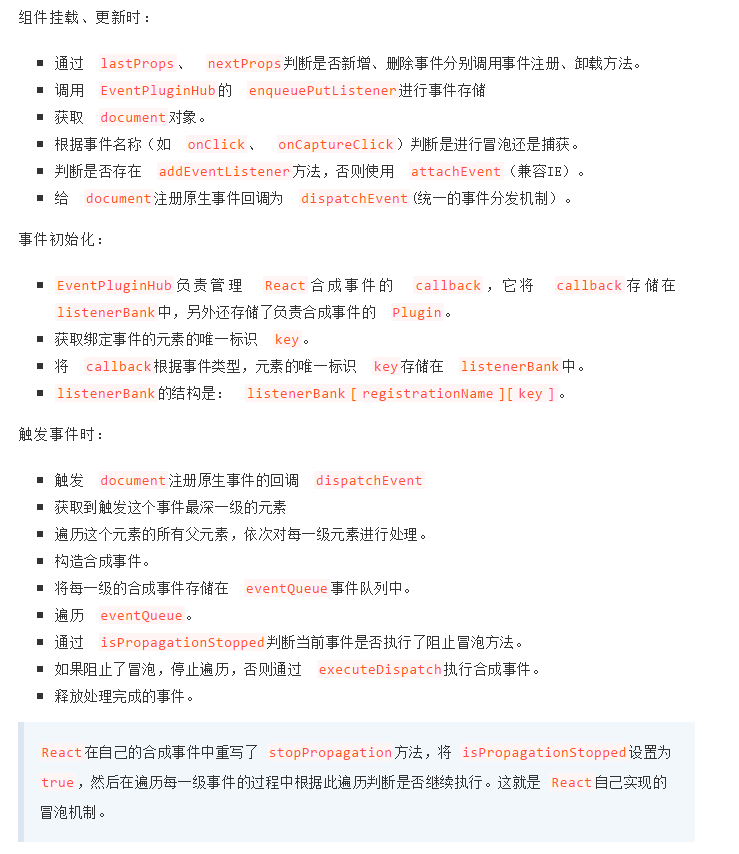 组件挂载、更新时：
通过 lastProps、 nextProps判断是否新增、删除事件分别调用事件注册、卸载方法。
调用 EventPluginHub的 enqueuePutListener进行事件存储
获取 document对象。
根据事件名称（如 onClick、 onCaptureClick）判断是进行冒泡还是捕获。
判断是否存在 addEventListener方法，否则使用 attachEvent（兼容IE）。
给 document注册原生事件回调为 dispatchEvent(统一的事件分发机制）。
事件初始化：
EventPluginHub负责管理 React合成事件的 callback，它将 callback存储在
listenerBank中，另外还存储了负责合成事件的 Plugin。
获取绑定事件的元素的唯一标识 key。
将 callback根据事件类型，元素的唯一标识 key存储在 listenerBank中。
listenerBank的结构是： listenerBank[registrationName][key]。
触发事件时：
触发 document注册原生事件的回调 dispatchEvent
获取到触发这个事件最深一级的元素
遍历这个元素的所有父元素，依次对每一级元素进行处理。
构造合成事件。
将每一级的合成事件存储在 eventQueue事件队列中。
遍历 eventQueue。
通过 isPropagationStopped判断当前事件是否执行了阻止冒泡方法。
如果阻止了冒泡，停止遍历，否则通过 executeDispatch执行合成事件。
释放处理完成的事件。
React在自己的合成事件中重写了 stopPropagation方法，将 isPropagationStopped设置为
true，然后在遍历每一级事件的过程中根据此遍历判断是否继续执行。这就是 React自己实现的
冒泡机制。